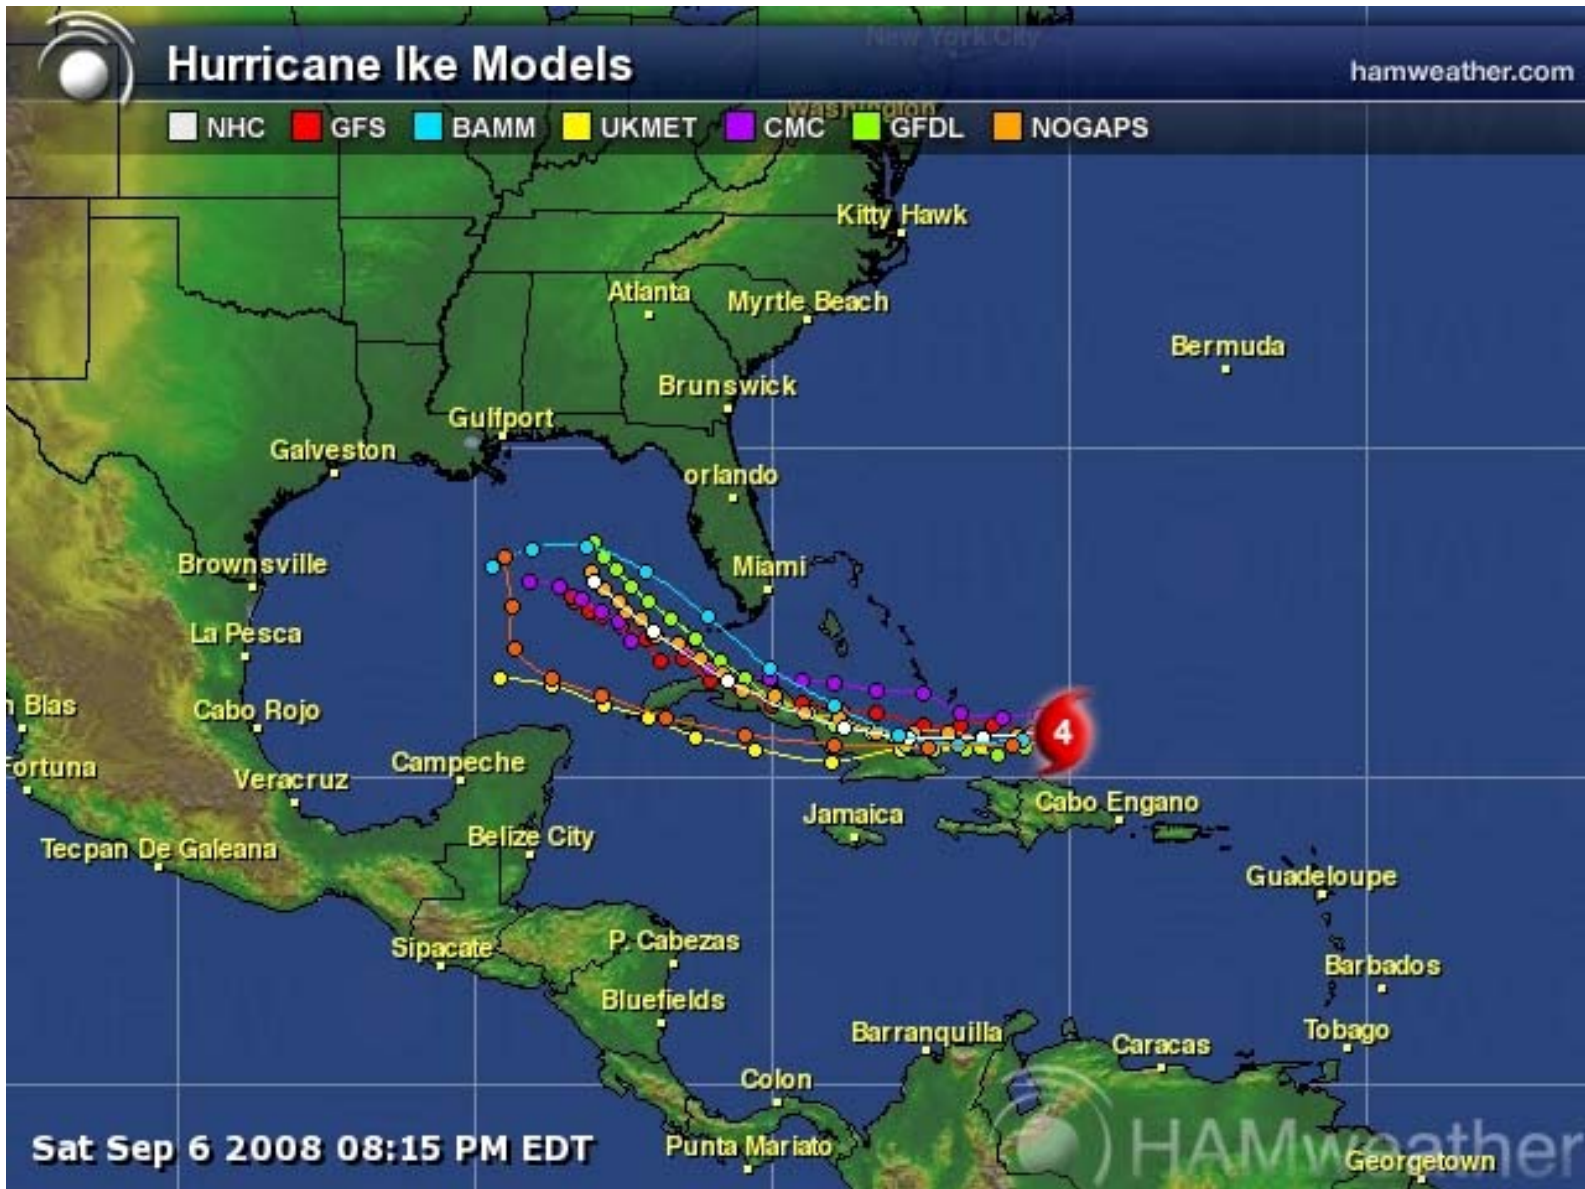 New York City
Hurricane Ike Models
hamweather.com
Washington
NHC GFS BAMM UKMET CMC GFDL NOGAPS
Kitty Hawk
Atlanta
Myrtle Beach
Bermuda
Brunswick
Gulfport
Galveston
orlando
Brownsville
Miami
La Pesca
n Blas
Cabo Rojo
4
Fortuna
Campeche
Veracruz
Cabo Engano
Jamaica
Belize City
Tecpan De Galeana
Guadeloupe
Sipacate
P. Cabezas
Barbados
Bluefields
Barranquilla
Tobago
Caracas
Colon
Sat Sep 6 2008 08:15 PM EDT
Punta Mariato
HAMweather
Georgetown